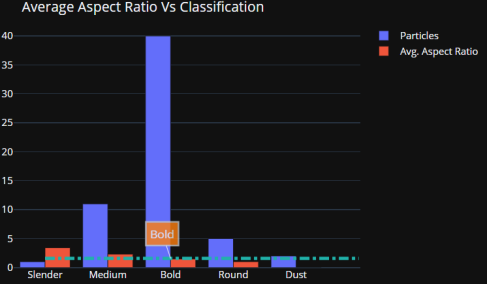 Average Aspect Ratio Vs Classification
Particles
Avg. Aspect Ratio
40
35
30
25
20
15
10
5
0
Bold
Slender Medium Bold Round Dust